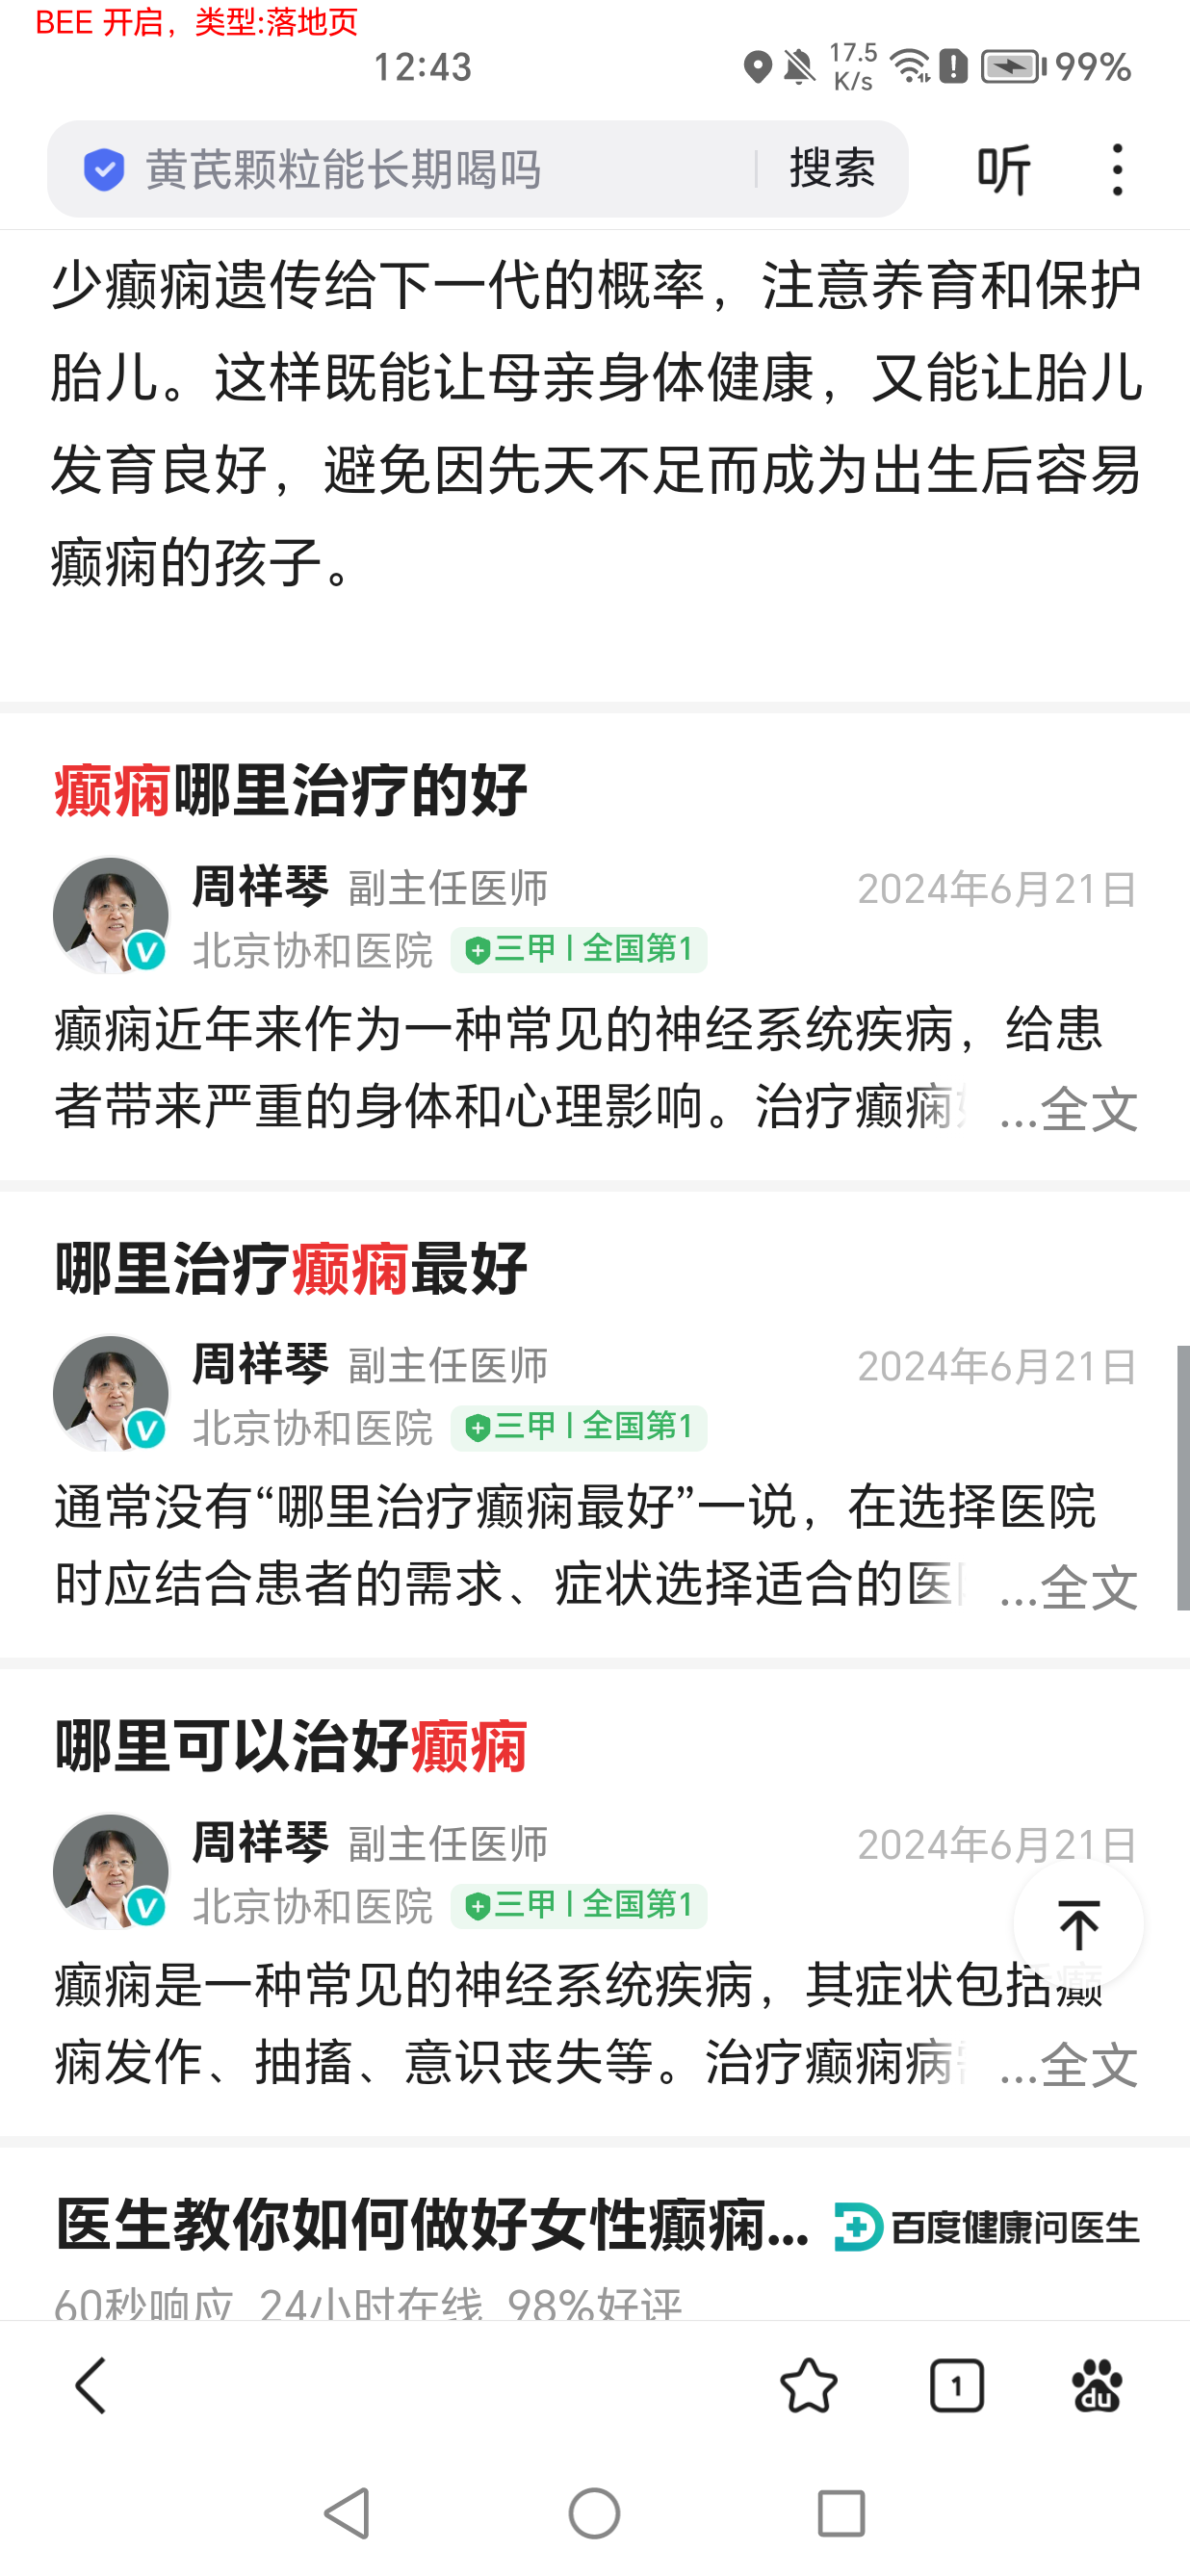 BEE 开启，类型:落地页
12:43
17.5
K/s
99%
黄芪颗粒能长期喝吗
搜索
听
少癫痫遗传给下一代的概率，注意养育和保护
胎儿。这样既能让母亲身体健康，又能让胎儿
发育良好，避免因先天不足而成为出生后容易
癫痫的孩子。
癫痫哪里治疗的好
周祥琴 副主任医师 2024年6月21日
北京协和医院 三甲 | 全国第1
癫痫近年来作为一种常见的神经系统疾病，给患
者带来严重的身体和心理影响。治疗癫痫 ...全文
哪里治疗癫痫最好
周祥琴 副主任医师 2024年6月21日
北京协和医院 三甲 | 全国第1
通常没有“哪里治疗癫痫最好”一说，在选择医院
时应结合患者的需求、症状选择适合的医 ...全文
哪里可以治好癫痫
周祥琴 副主任医师 2024年6月21日
北京协和医院 三甲 | 全国第1
癫痫是一种常见的神经系统疾病，其症状包括癫
痫发作、抽搐、意识丧失等。治疗癫痫病 ...全文
医生教你如何做好女性癫痫... 百度健康问医生
60秒响应 24小时在线 98%好评
1
du